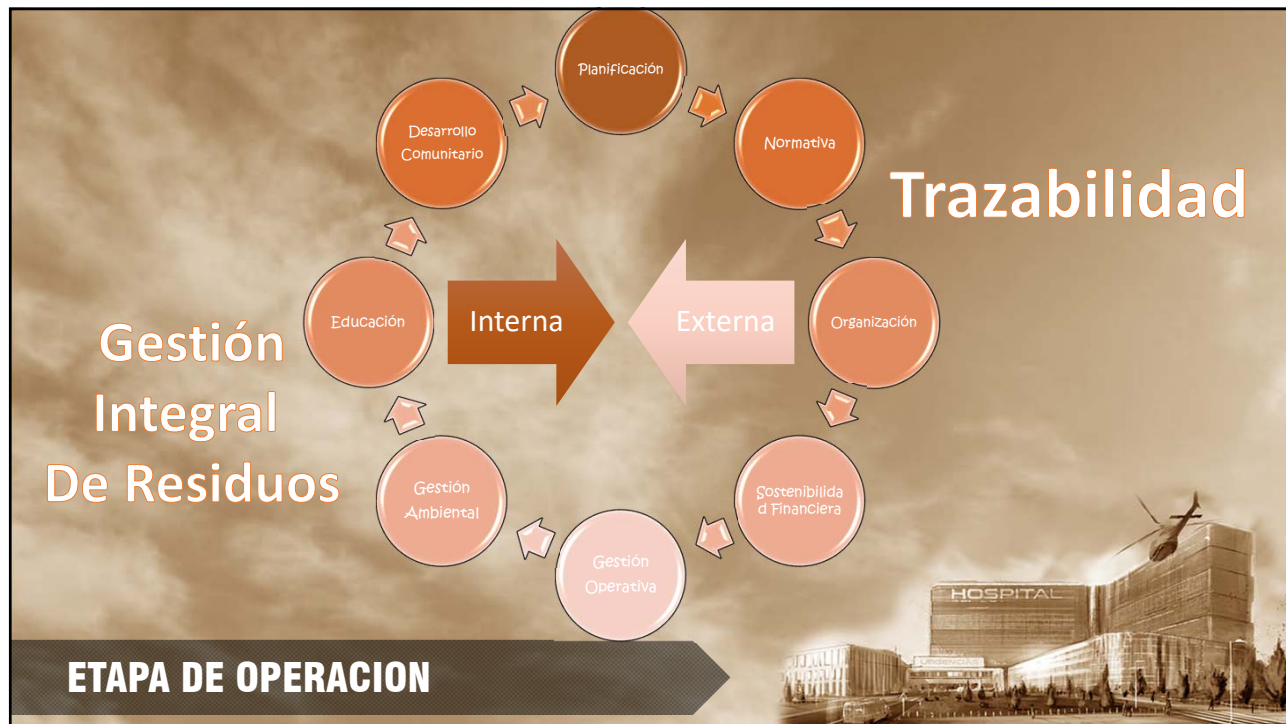 Planificación
Normativa
Organización
Sostenibilida
d Financiera
Gestión
Operativa
Gestión
Ambiental
Educación
Desarrollo
Comunitario
Interna
Externa
Trazabilidad
Gestión
Integral
De Residuos
HOSPITAL
ETAPA DE OPERACION